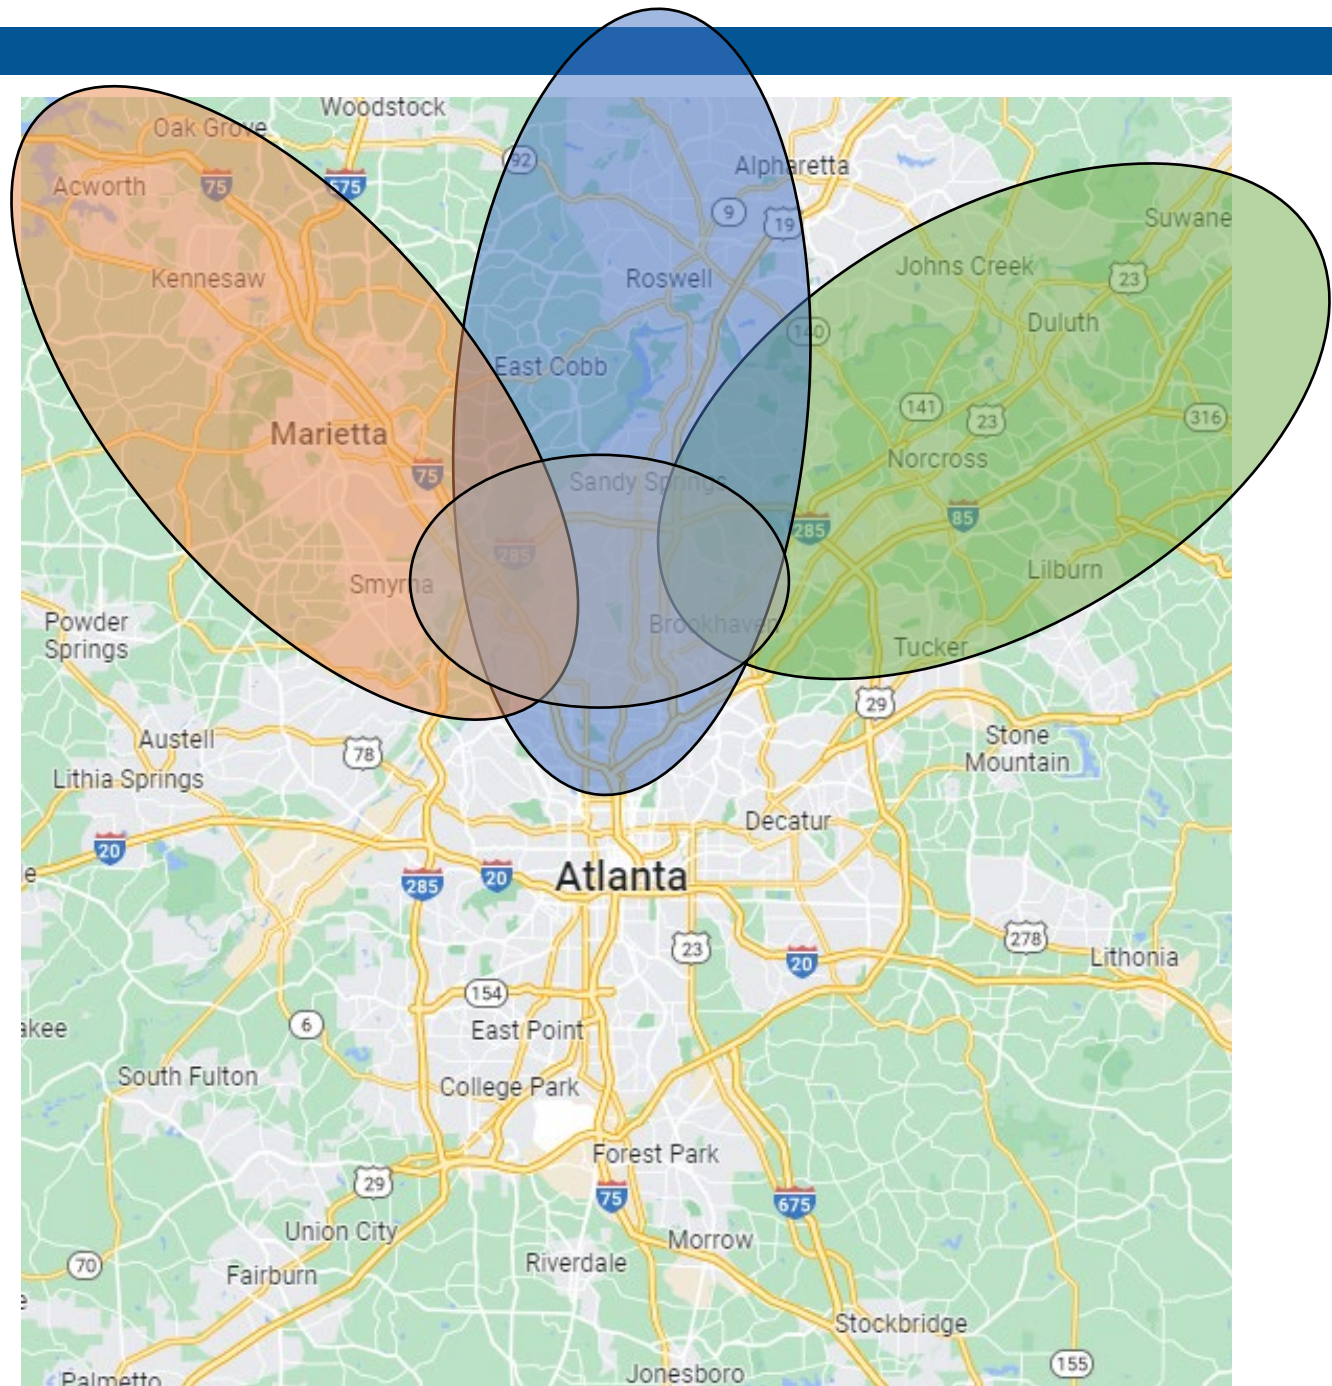 Woodstock
Oak Grove
92
Alpharetta
Acworth
75
575
9
19
Suwane
Kennesaw
Roswell
Johns Creek
23
140
Duluth
East Cobb
141
23
316
Marietta
Norcross
75
Sandy Springs
285
85
285
Smyrna
Lilburn
Powder
Springs
Brookhaven
Tucker
29
Austell
78
Stone
Mountain
Lithia Springs
Decatur
20
e
285
20
Atlanta
23
278
20
Lithonia
154
6
akee
East Point
South Fulton
College Park
Forest Park
29
75
675
Union City
Morrow
70
Fairburn
Riverdale
e
Stockbridge
155
Palmetto
Jonesboro